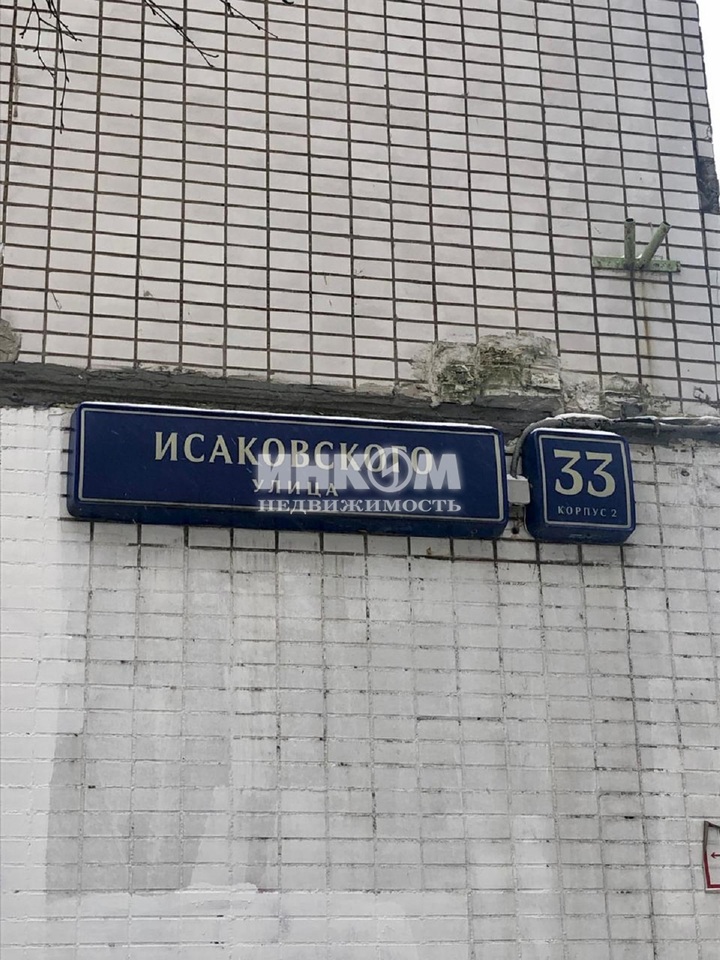 ИСАКОВСКОГО
УЛИЦА
33
КОРПУС 2
ИНКОМ
НЕДВИЖИМОСТЬ